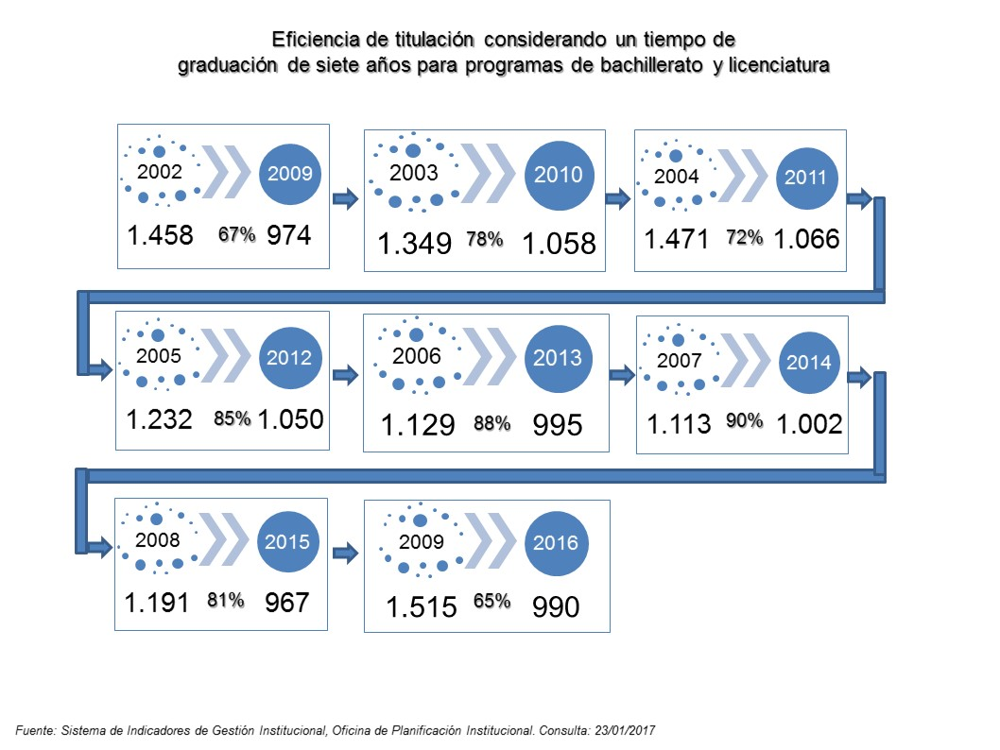 Eficiencia de titulación considerando un tiempo de
graduación de siete años para programas de bachillerato y licenciatura
2002 2009
1.458 67% 974
2003 2010
1.349 78% 1.058
2004 2011
1.471 72% 1.066
2005 2012
1.232 85% 1.050
2006 2013
1.129 88% 995
2007 2014
1.113 90% 1.002
2008 2015
1.191 81% 967
2009 2016
1.515 65% 990
Fuente: Sistema de Indicadores de Gestión Institucional, Oficina de Planificación Institucional. Consulta: 23/01/2017